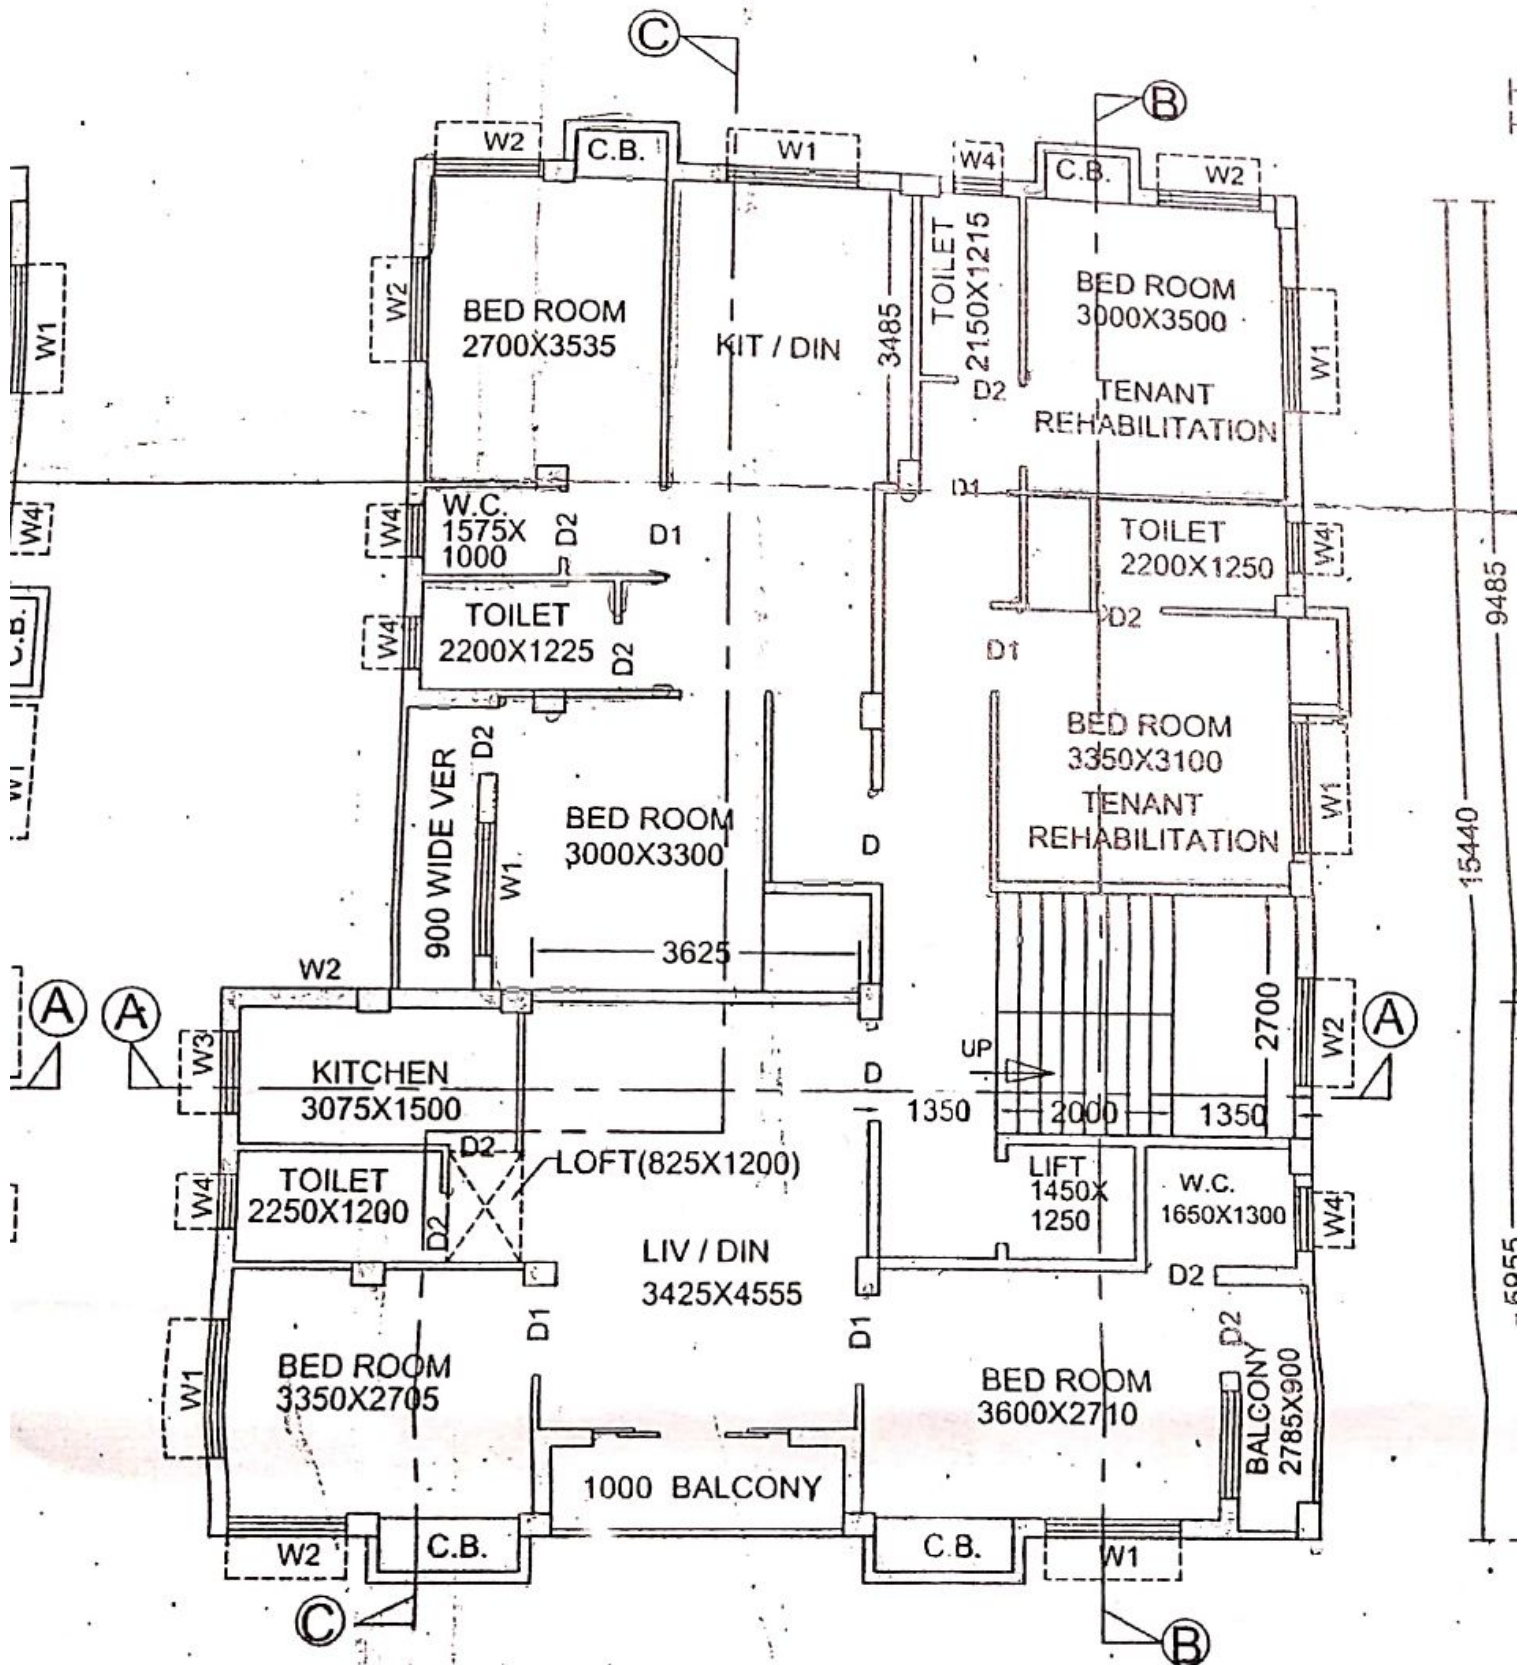 C
B
W2
C.B.
W1
W4
C.B.
W2
W2
BED ROOM
2700X3535
KIT / DIN
3485
TOILET
2150X1215
BED ROOM
3000X3500
W1
W1
D2
TENANT
REHABILITATION
W4
W4
W.C.
1575X
1000
D2
D1
D1
TOILET
2200X1250
W4
9485
C.B.
W4
TOILET
2200X1225
D2
D2
D1
W1
D2
900 WIDE VER
W1
BED ROOM
3000X3300
D
BED ROOM
3350X3100
TENANT
REHABILITATION
W1
15440
3625
W2
A
A
W3
KITCHEN
3075X1500
D
UP
2700
W2
A
1350
2000
1350
D2
LOFT(825X1200)
W4
TOILET
2250X1200
D2
LIFT
1450X
1250
W.C.
1650X1300
W4
LIV / DIN
3425X4555
D2
5955
W1
BED ROOM
3350X2705
D1
D1
BED ROOM
3600X2710
D2
BALCONY
2785X900
1000 BALCONY
W2
C.B.
C.B.
W1
C
B